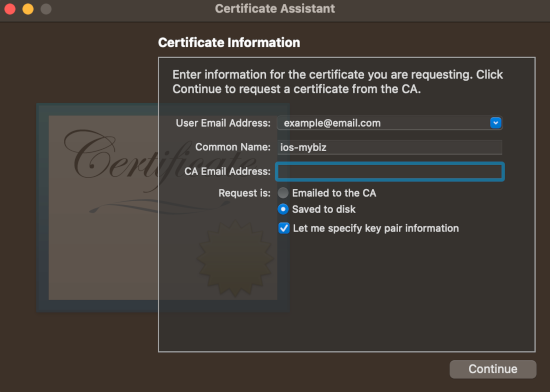 Certificate Assistant
Certificate Information
Enter information for the certificate you are requesting. Click
Continue to request a certificate from the CA.
User Email Address: example@email.com
Common Name: ios-mybiz
CA Email Address:
Request is: Emailed to the CA
Saved to disk
Let me specify key pair information
Certificate
Continue